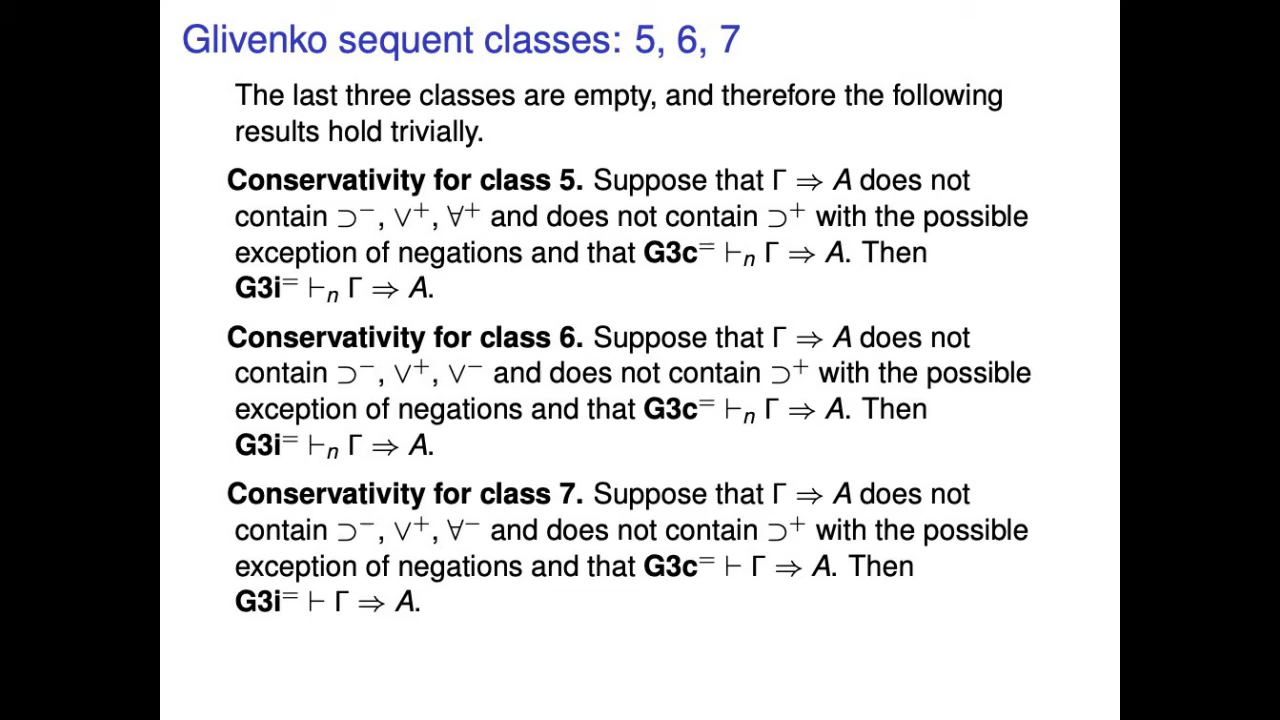 Glivenko sequent classes: 5, 6, 7
The last three classes are empty, and therefore the following
results hold trivially.
Conservativity for class 5. Suppose that Γ ⇒ A does not
contain ⊃⁻, ∨⁺, ∀⁺ and does not contain ⊃⁺ with the possible
exception of negations and that G3c⁼ ⊢ₙ Γ ⇒ A. Then
G3i⁼ ⊢ₙ Γ ⇒ A.
Conservativity for class 6. Suppose that Γ ⇒ A does not
contain ⊃⁻, ∨⁺, ∨⁻ and does not contain ⊃⁺ with the possible
exception of negations and that G3c⁼ ⊢ₙ Γ ⇒ A. Then
G3i⁼ ⊢ₙ Γ ⇒ A.
Conservativity for class 7. Suppose that Γ ⇒ A does not
contain ⊃⁻, ∨⁺, ∀⁻ and does not contain ⊃⁺ with the possible
exception of negations and that G3c⁼ ⊢ Γ ⇒ A. Then
G3i⁼ ⊢ Γ ⇒ A.